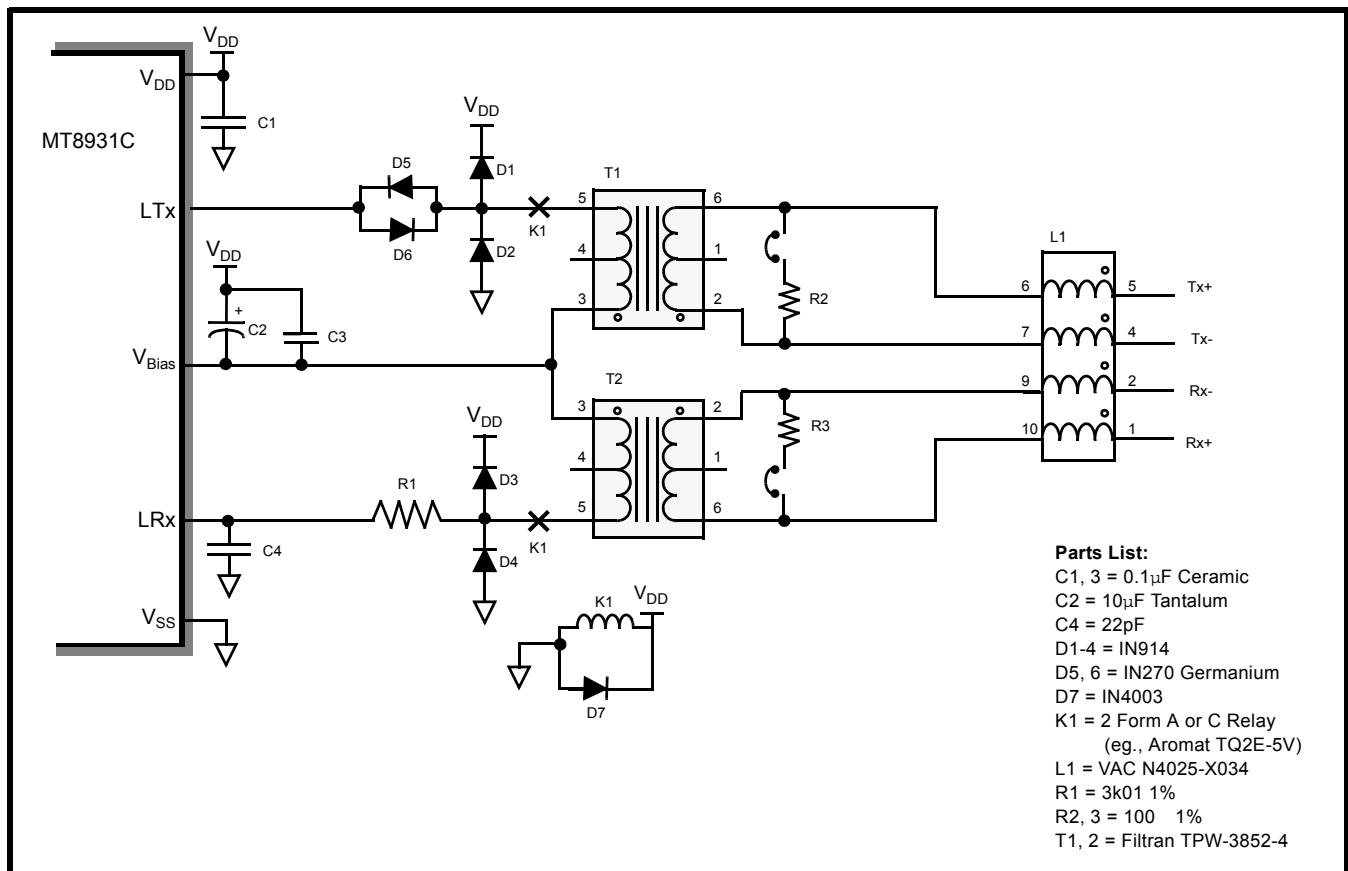 VDD
VDD
MT8931C
C1
VDD
D5
D1
T1
LTx
5
6
K1
D6
D2
4
1
L1
VDD
3
2
R2
6
5
Tx+
+
C2
C3
7
4
Tx-
VBias
T2
9
2
Rx-
3
2
VDD
R3
10
1
Rx+
4
1
R1
D3
LRx
5
6
C4
K1
D4
VSS
K1
VDD
D7
Parts List:
C1, 3 = 0.1µF Ceramic
C2 = 10µF Tantalum
C4 = 22pF
D1-4 = IN914
D5, 6 = IN270 Germanium
D7 = IN4003
K1 = 2 Form A or C Relay
(eg., Aromat TQ2E-5V)
L1 = VAC N4025-X034
R1 = 3k01 1%
R2, 3 = 100 1%
T1, 2 = Filtran TPW-3852-4